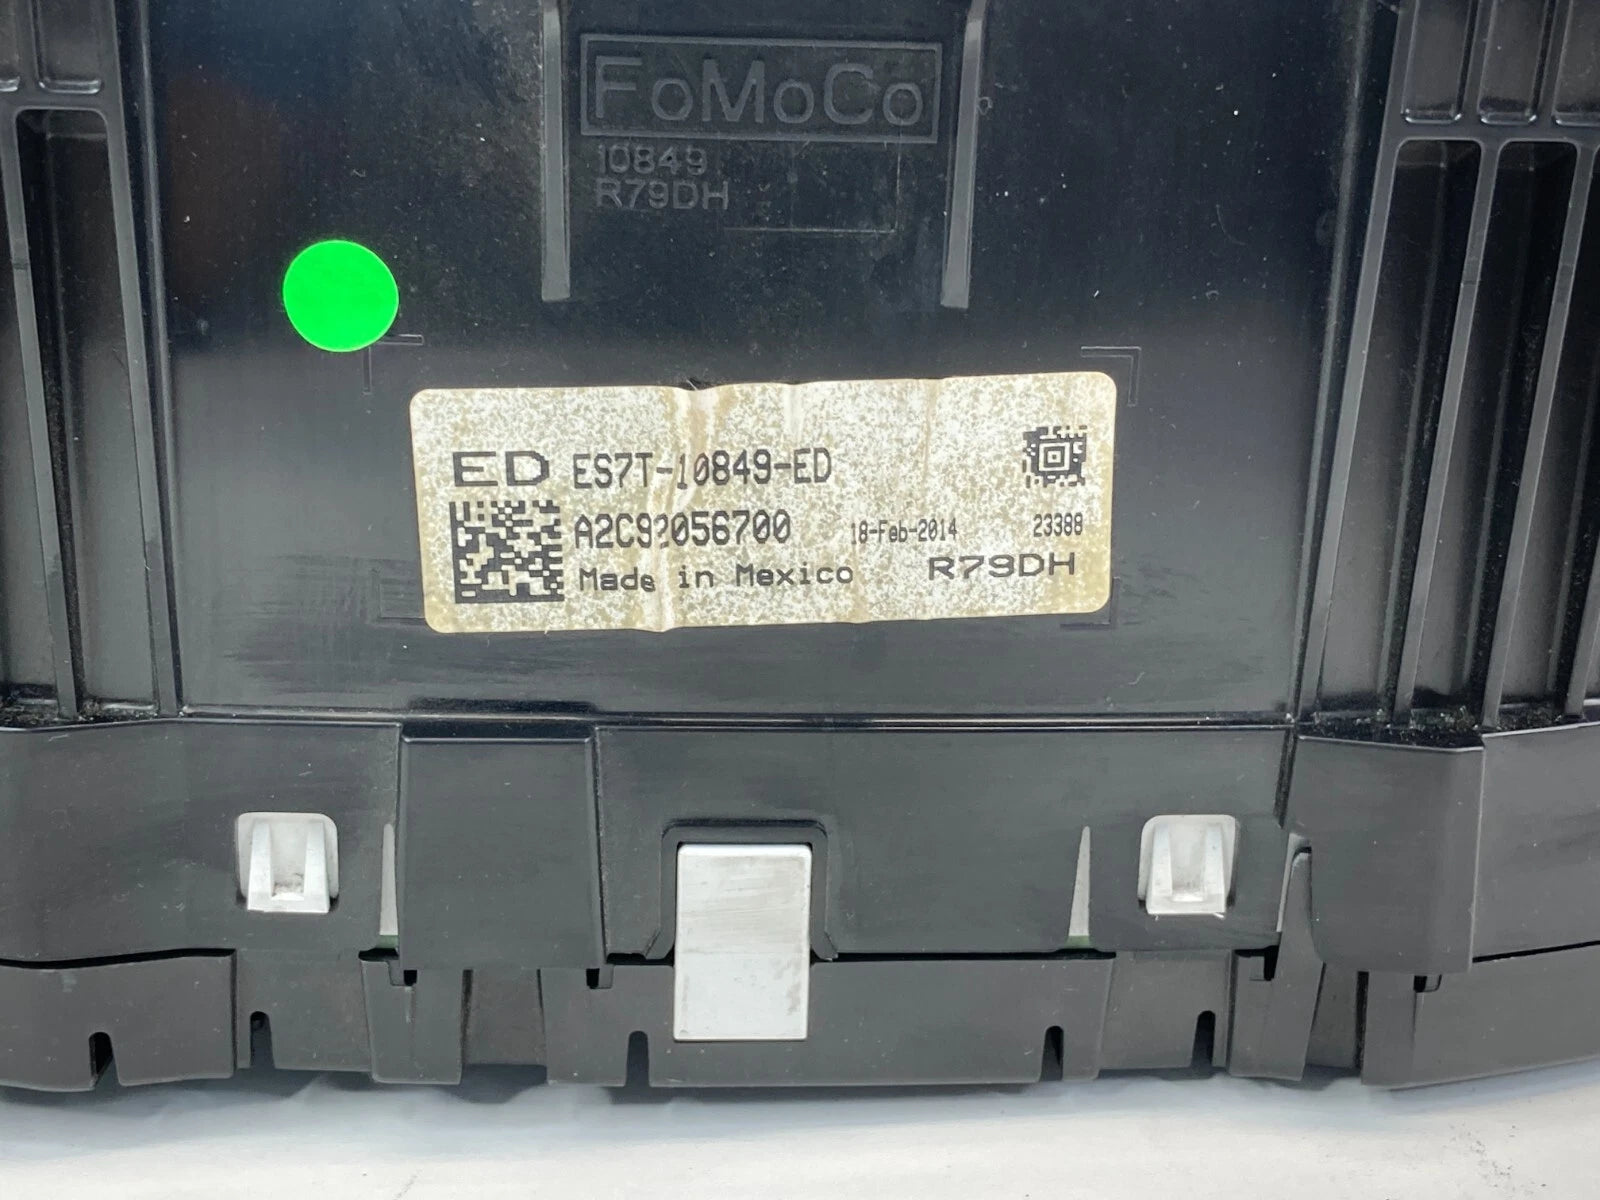 FoMoCo
10849
R79DH
ED ES7T-10849-ED
A2C92056700 18-Feb-2014 23388
Made in Mexico R79DH